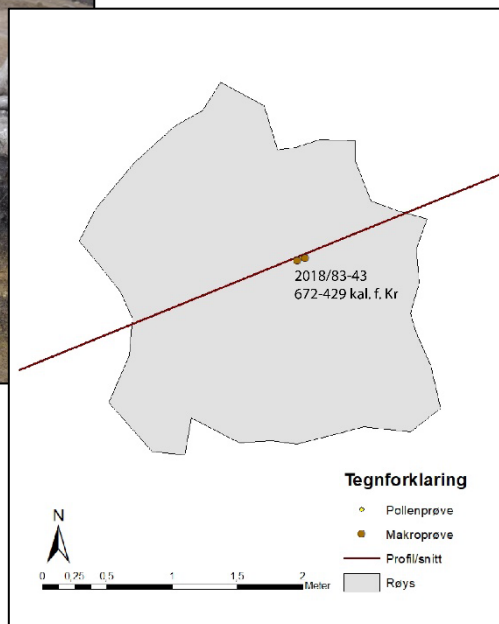 2018/83-43
672-429 kal. f. Kr
Tegnforklaring
Pollenprøve
Makroprøve
Profil/snitt
Røys
N
0 0,25 0,5 1 1,5 2
Meter